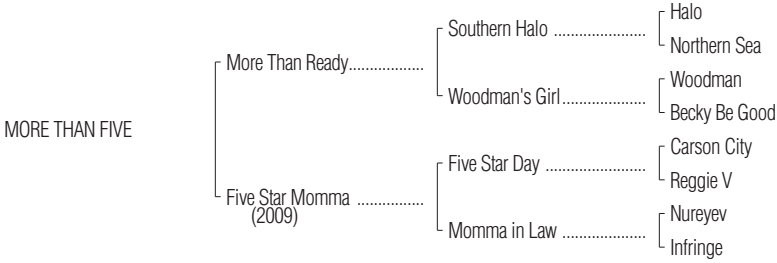 Halo
Southern Halo .....................
Northern Sea
More Than Ready.................
Woodman
Woodman's Girl...................
Becky Be Good
MORE THAN FIVE
Carson City
Five Star Day .......................
Reggie V
Five Star Momma ...............
(2009)
Nureyev
Momma in Law ...................
Infringe